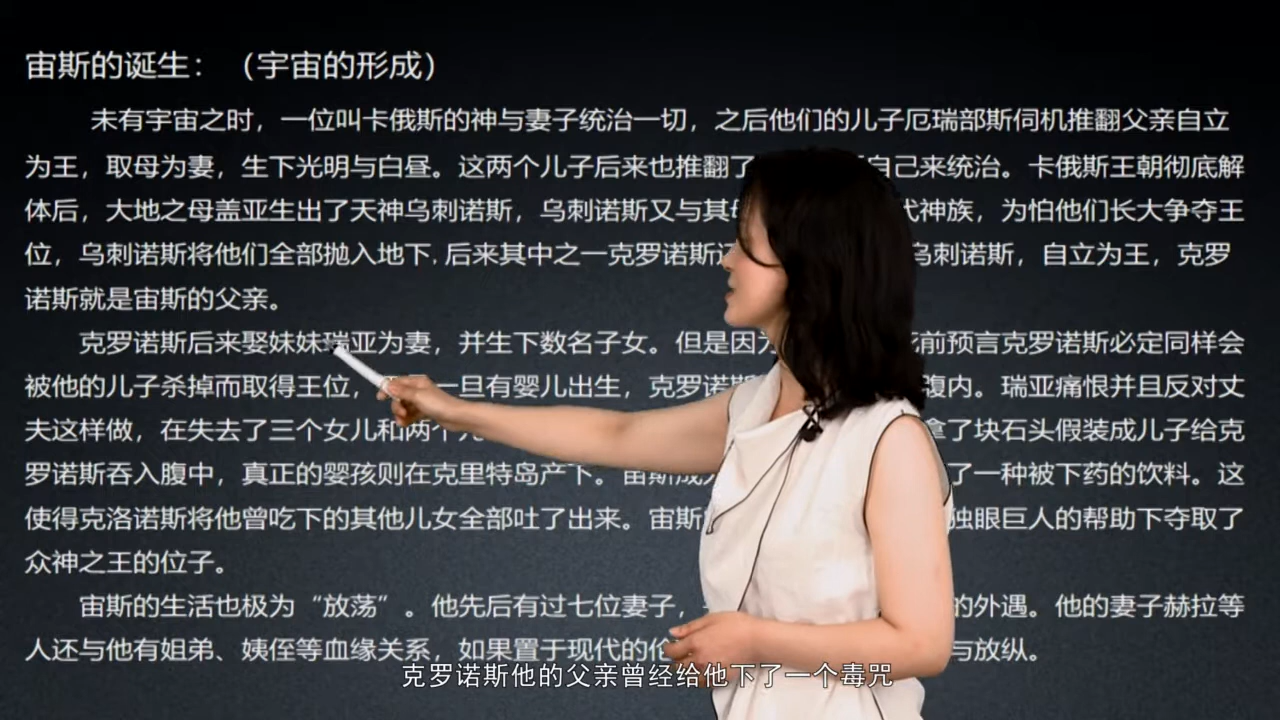 宙斯的诞生：（宇宙的形成）
未有宇宙之时，一位叫卡俄斯的神与妻子统治一切，之后他们的儿子厄瑞部斯伺机推翻父亲自立
为王，取母为妻，生下光明与白昼。这两个儿子后来也推翻了 自己来统治。卡俄斯王朝彻底解
体后，大地之母盖亚生出了天神乌刺诺斯，乌刺诺斯又与其 代神族，为怕他们长大争夺王
位，乌刺诺斯将他们全部抛入地下.后来其中之一克罗诺斯 乌刺诺斯，自立为王，克罗
诺斯就是宙斯的父亲。
克罗诺斯后来娶妹妹瑞亚为妻，并生下数名子女。但是因 前预言克罗诺斯必定同样会
被他的儿子杀掉而取得王位， 一旦有婴儿出生，克罗诺斯 腹内。瑞亚痛恨并且反对丈
夫这样做，在失去了三个女儿和两个 拿了块石头假装成儿子给克
罗诺斯吞入腹中，真正的婴孩则在克里特岛产下。宙斯成 了一种被下药的饮料。这
使得克洛诺斯将他曾吃下的其他儿女全部吐了出来。宙斯 独眼巨人的帮助下夺取了
众神之王的位子。
宙斯的生活也极为“放荡”。他先后有过七位妻子， 的外遇。他的妻子赫拉等
人还与他有姐弟、姨侄等血缘关系，如果置于现代的 与放纵。
克罗诺斯他的父亲曾经给他下了一个毒咒